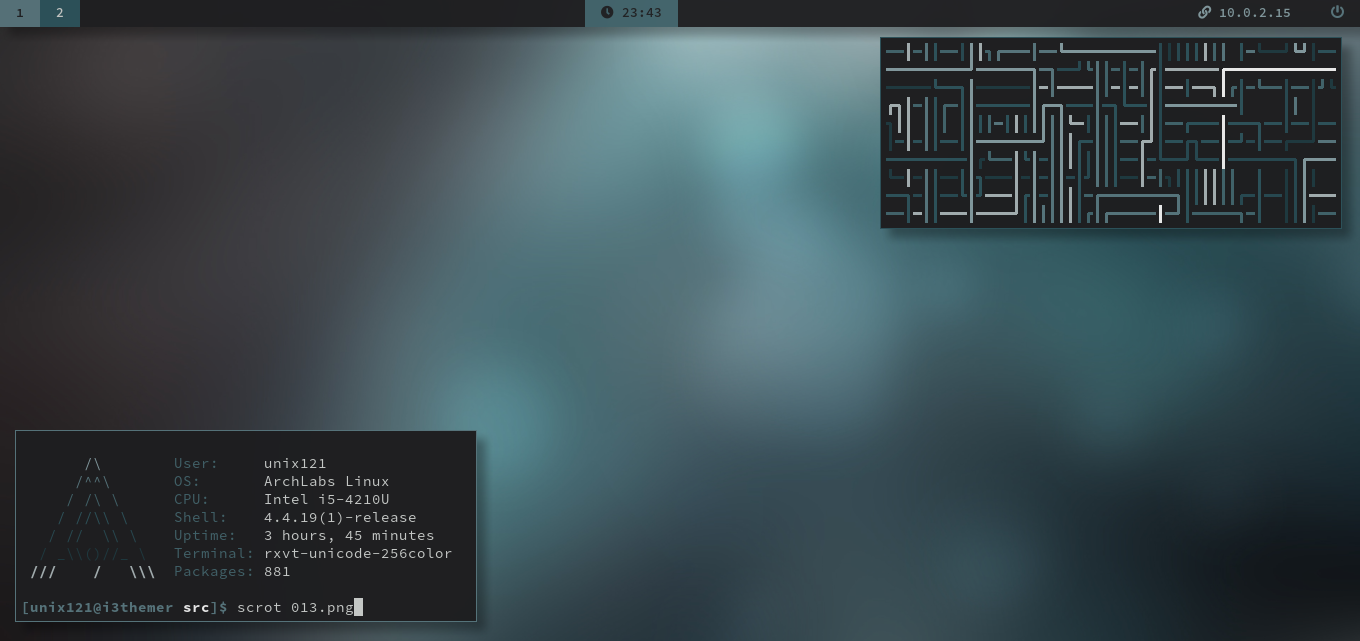 1 2 23:43 10.0.2.15
User: unix121
OS: ArchLabs Linux
CPU: Intel i5-4210U
Shell: 4.4.19(1)-release
Uptime: 3 hours, 45 minutes
Terminal: rxvt-unicode-256color
Packages: 881
[unix121@i3themer src]$ scrot 013.png